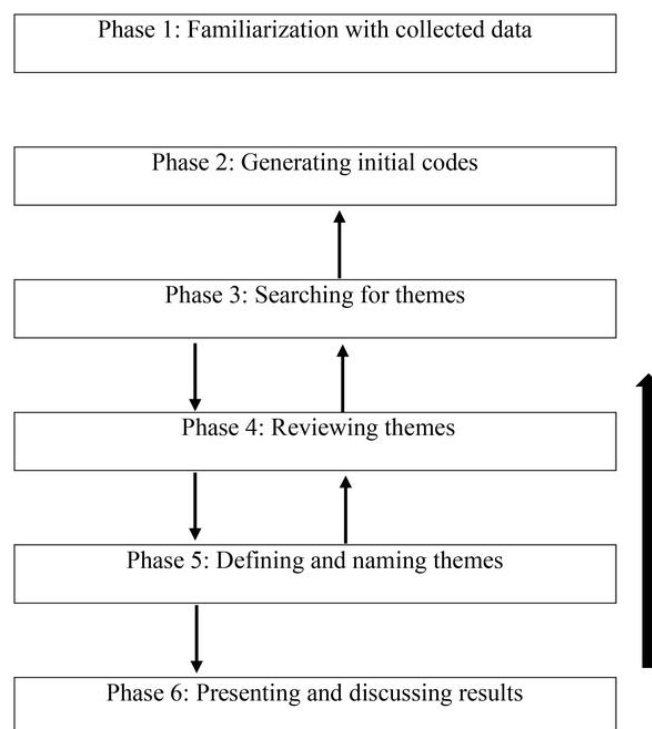 Phase 1: Familiarization with collected data
Phase 2: Generating initial codes
Phase 3: Searching for themes
Phase 4: Reviewing themes
Phase 5: Defining and naming themes
Phase 6: Presenting and discussing results